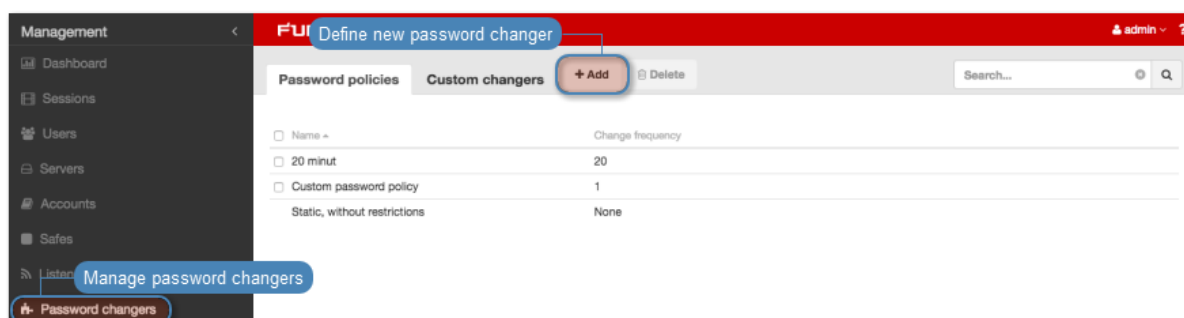 Management <
FU
Define new password changer
admin
?
Dashboard
Password policies
Custom changers
+ Add
Delete
Search...
Sessions
Users
Name
Change frequency
20 minut
20
Servers
Custom password policy
1
Accounts
Static, without restrictions
None
Safes
Listen
Manage password changers
Password changers